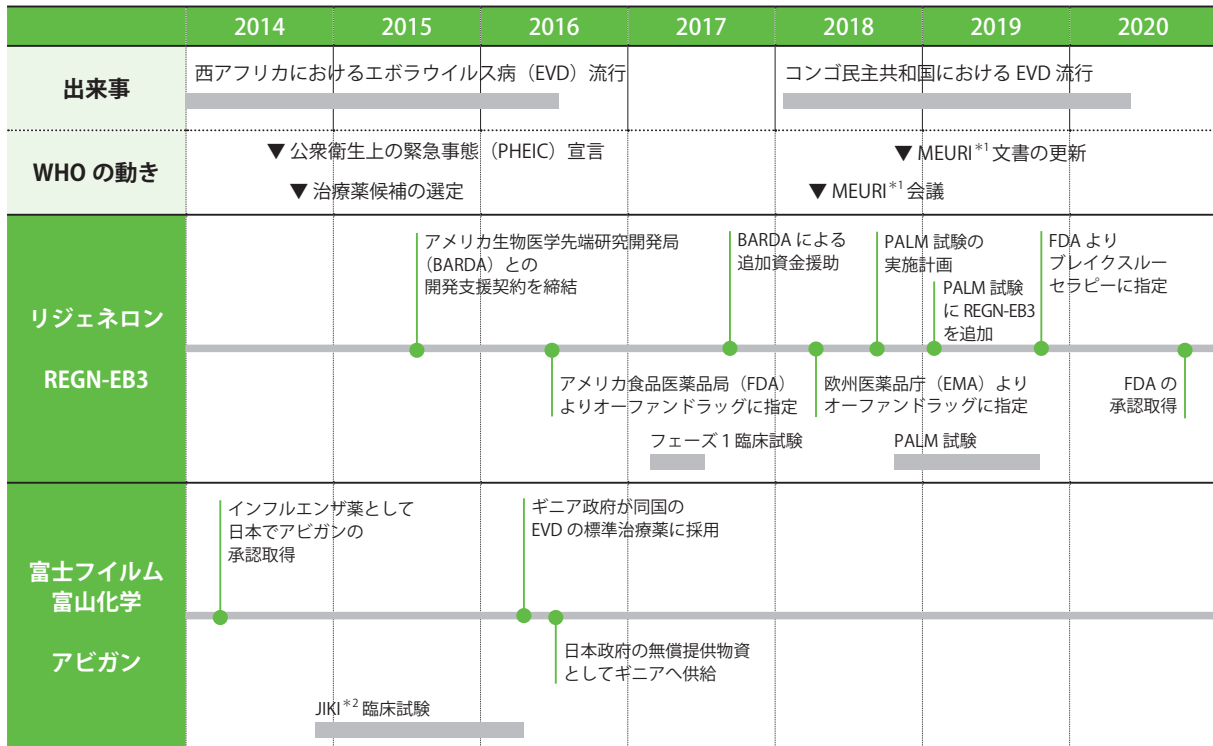 2014 2015 2016 2017 2018 2019 2020
出来事
西アフリカにおけるエボラウイルス病（EVD）流行
コンゴ民主共和国における EVD 流行
WHO の動き
▼ 公衆衛生上の緊急事態（PHEIC）宣言
▼ MEURI*1 文書の更新
▼ 治療薬候補の選定
▼ MEURI*1 会議
リジェネロン
REGN-EB3
アメリカ生物医学先端研究開発局
（BARDA）との
開発支援契約を締結
BARDA による
追加資金援助
PALM 試験の
実施計画
PALM 試験
に REGN-EB3
を追加
FDA より
ブレイクスルー
セラピーに指定
アメリカ食品医薬品局（FDA）
よりオーファンドラッグに指定
欧州医薬品庁（EMA）より
オーファンドラッグに指定
FDA の
承認取得
フェーズ 1 臨床試験
PALM 試験
富士フイルム
富山化学
アビガン
インフルエンザ薬として
日本でアビガンの
承認取得
ギニア政府が同国の
EVD の標準治療薬に採用
日本政府の無償提供物資
としてギニアへ供給
JIKI*2 臨床試験